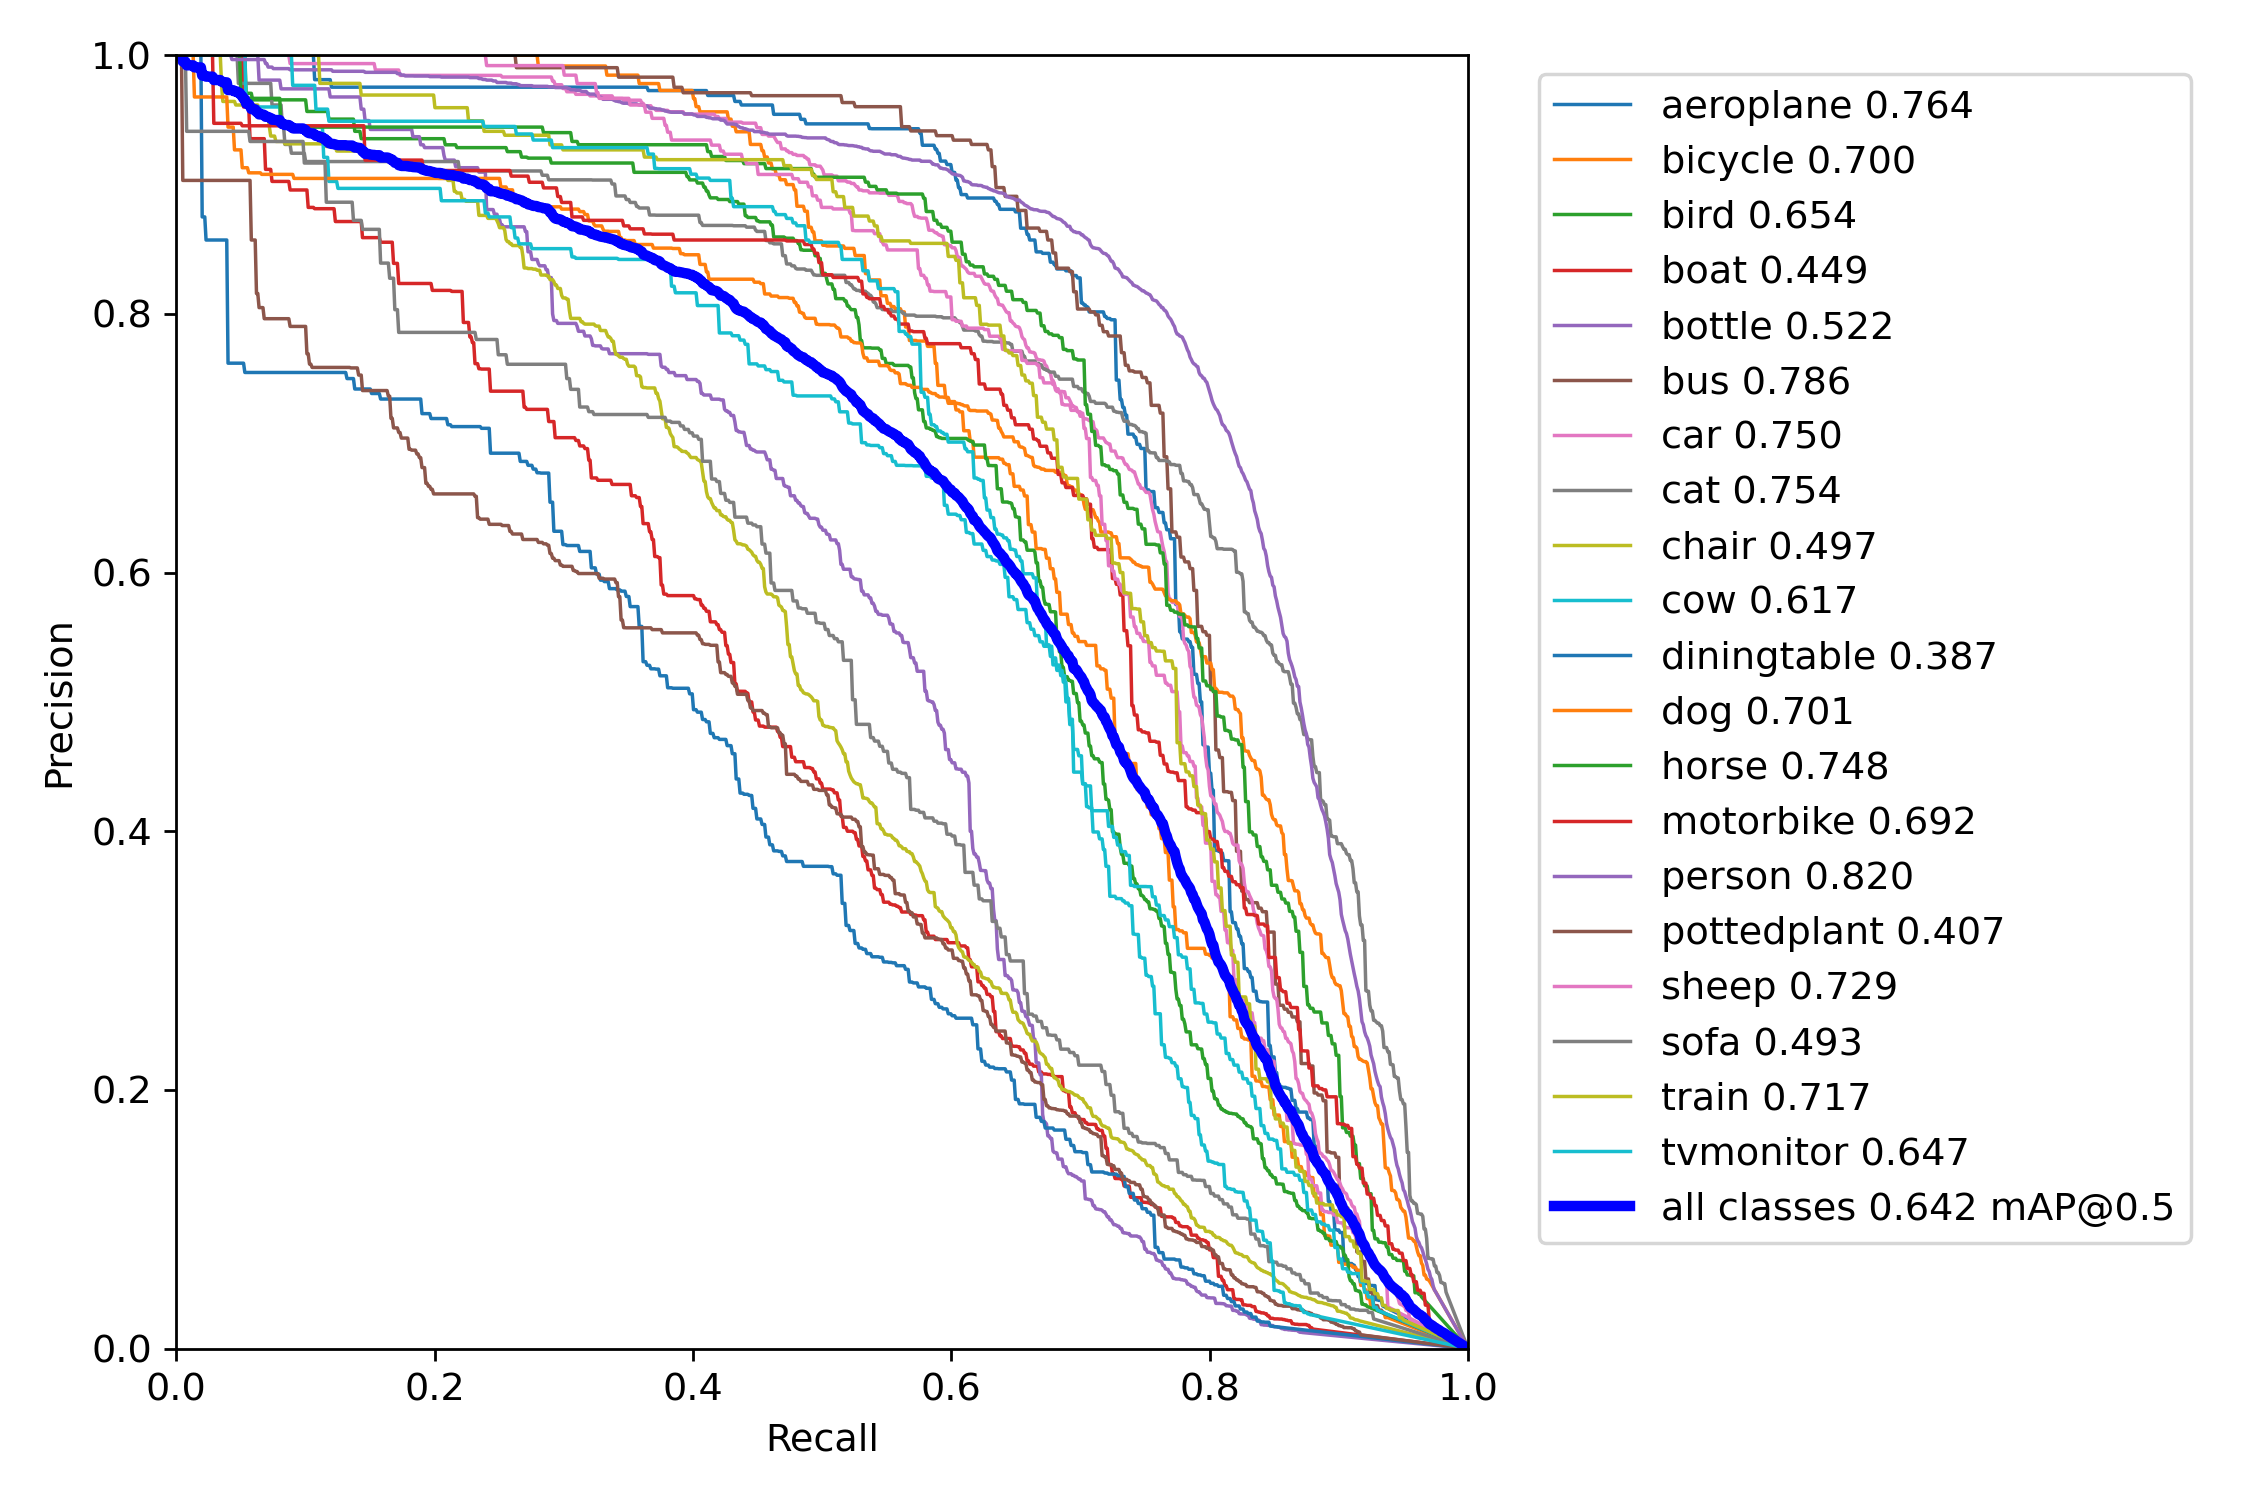 1.0
0.8
0.6
0.4
0.2
0.0
Precision
0.0 0.2 0.4 0.6 0.8 1.0
Recall
aeroplane 0.764
bicycle 0.700
bird 0.654
boat 0.449
bottle 0.522
bus 0.786
car 0.750
cat 0.754
chair 0.497
cow 0.617
diningtable 0.387
dog 0.701
horse 0.748
motorbike 0.692
person 0.820
pottedplant 0.407
sheep 0.729
sofa 0.493
train 0.717
tvmonitor 0.647
all classes 0.642 mAP@0.5